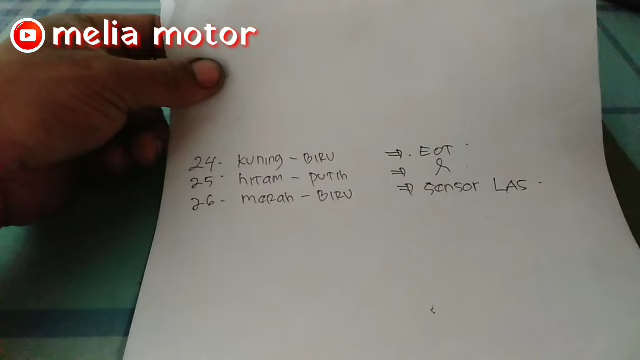 melia motor
24. kuning - BIRU ⇒. EOT
25. hitam - putih ⇒ &
26. merah - BIRU ⇒ sensor LAS.